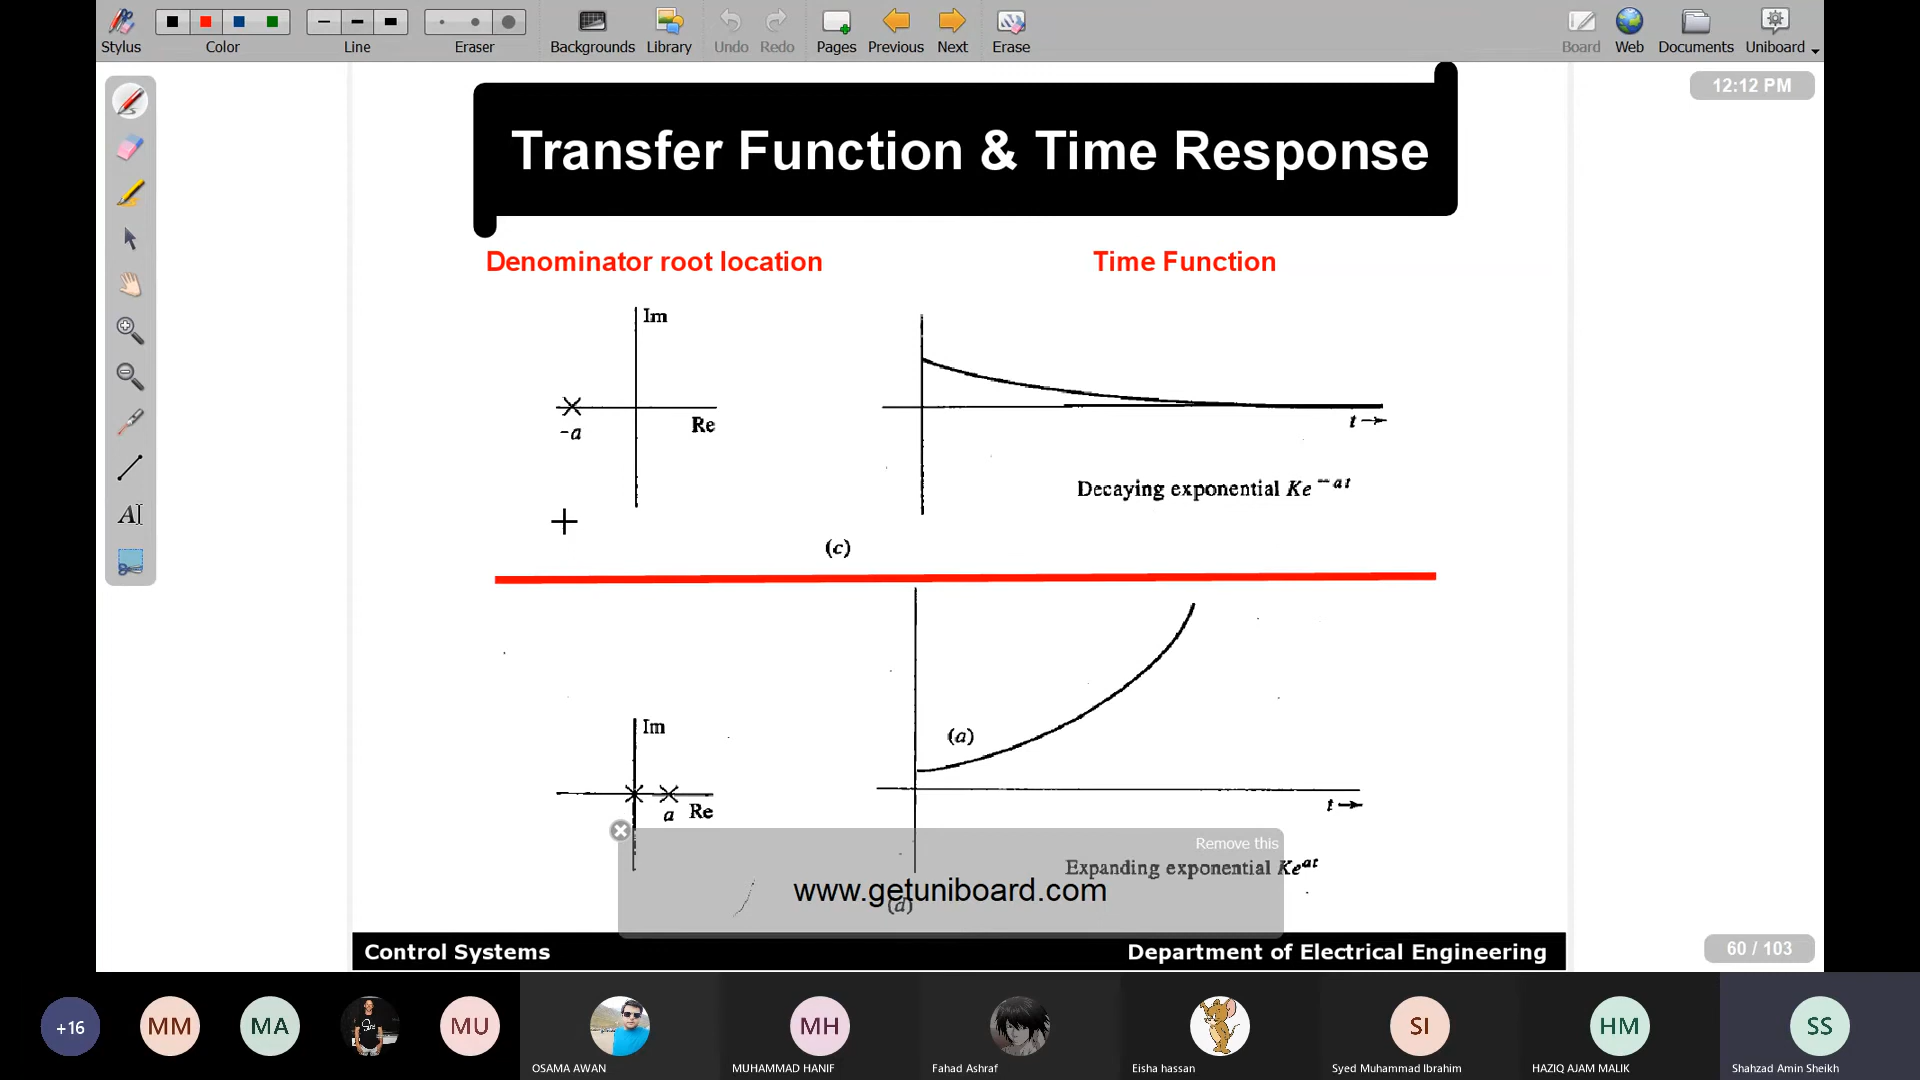 Stylus
Color
Line
Eraser
Backgrounds
Library
Undo
Redo
Pages
Previous
Next
Erase
Board
Web
Documents
Uniboard
12:12 PM
Transfer Function & Time Response
Denominator root location
Time Function
Im
Re
-a
t→
Decaying exponential Ke^-at
(c)
Im
(a)
a Re
t→
Remove this
Expanding exponential Ke^at
www.getuniboard.com
(d)
Control Systems
Department of Electrical Engineering
60 / 103
+16
MM
MA
MU
MH
SI
HM
SS
OSAMA AWAN
MUHAMMAD HANIF
Fahad Ashraf
Eisha hassan
Syed Muhammad Ibrahim
HAZIQ AJAM MALIK
Shahzad Amin Sheikh